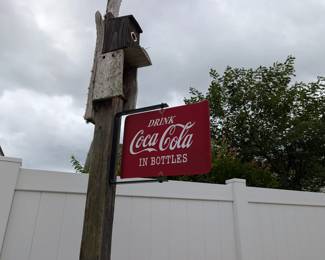 DRINK
Coca-Cola
IN BOTTLES